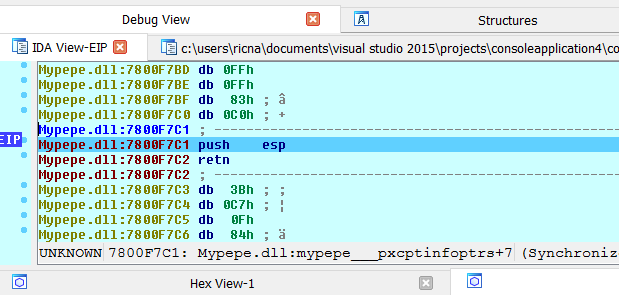 Debug View
Structures
IDA View-EIP
c:\users\ricna\documents\visual studio 2015\projects\consoleapplication4\co
Mypepe.dll:7800F7BD db 0FFh
Mypepe.dll:7800F7BE db 0FFh
Mypepe.dll:7800F7BF db 83h ; â
Mypepe.dll:7800F7C0 db 0C0h ; +
Mypepe.dll:7800F7C1 ; ---------------------------------------------------------
EIP Mypepe.dll:7800F7C1 push esp
Mypepe.dll:7800F7C2 retn
Mypepe.dll:7800F7C2 ; ---------------------------------------------------------
Mypepe.dll:7800F7C3 db 3Bh ; ;
Mypepe.dll:7800F7C4 db 0C7h ; ¦
Mypepe.dll:7800F7C5 db 0Fh
Mypepe.dll:7800F7C6 db 84h ; ä
UNKNOWN 7800F7C1: Mypepe.dll:mypepe___pxcptinfoptrs+7 (Synchroniz
Hex View-1